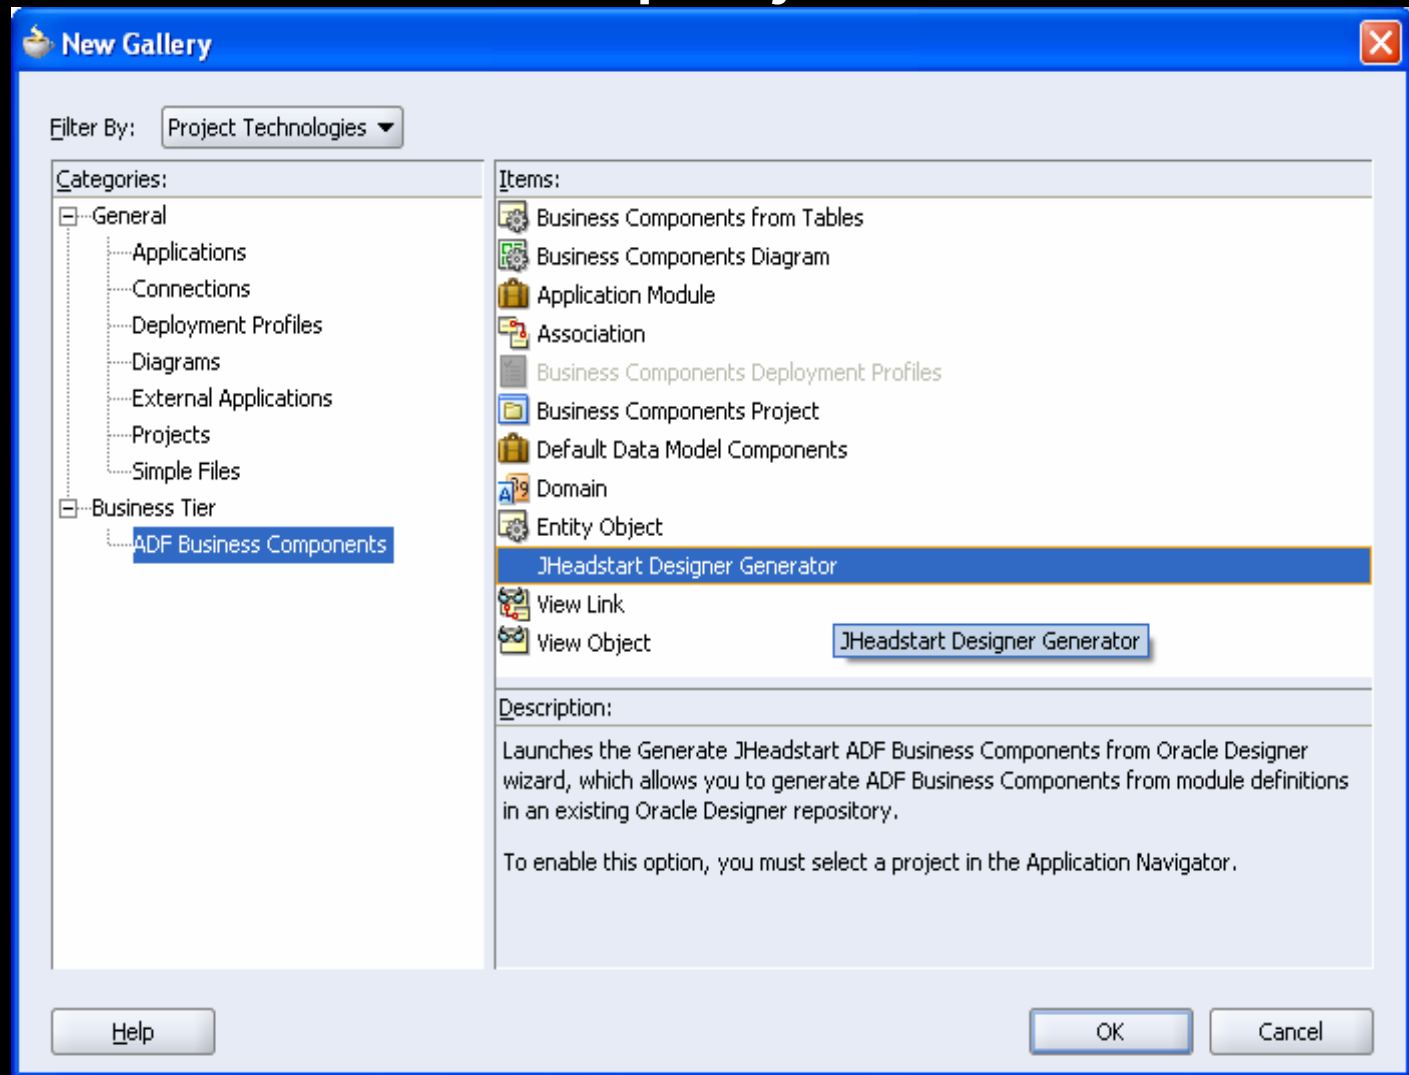 New Gallery
Filter By: Project Technologies
Categories:
General
Applications
Connections
Deployment Profiles
Diagrams
External Applications
Projects
Simple Files
Business Tier
ADF Business Components
Items:
Business Components from Tables
Business Components Diagram
Application Module
Association
Business Components Deployment Profiles
Business Components Project
Default Data Model Components
Domain
Entity Object
JHeadstart Designer Generator
View Link
View Object
JHeadstart Designer Generator
Description:
Launches the Generate JHeadstart ADF Business Components from Oracle Designer
wizard, which allows you to generate ADF Business Components from module definitions
in an existing Oracle Designer repository.
To enable this option, you must select a project in the Application Navigator.
Help
OK
Cancel